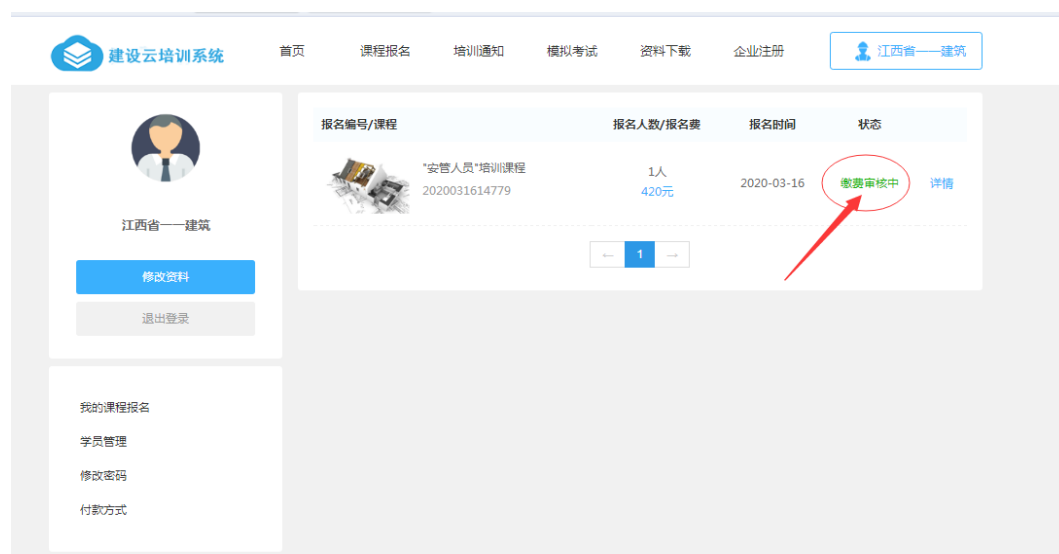 建设云培训系统 首页 课程报名 培训通知 模拟考试 资料下载 企业注册 江西省——建筑
江西省——建筑
修改资料
退出登录
我的课程报名
学员管理
修改密码
付款方式
报名编号/课程 报名人数/报名费 报名时间 状态
"安管人员"培训课程 1人
2020031614779 420元 2020-03-16 缴费审核中 详情
← 1 →